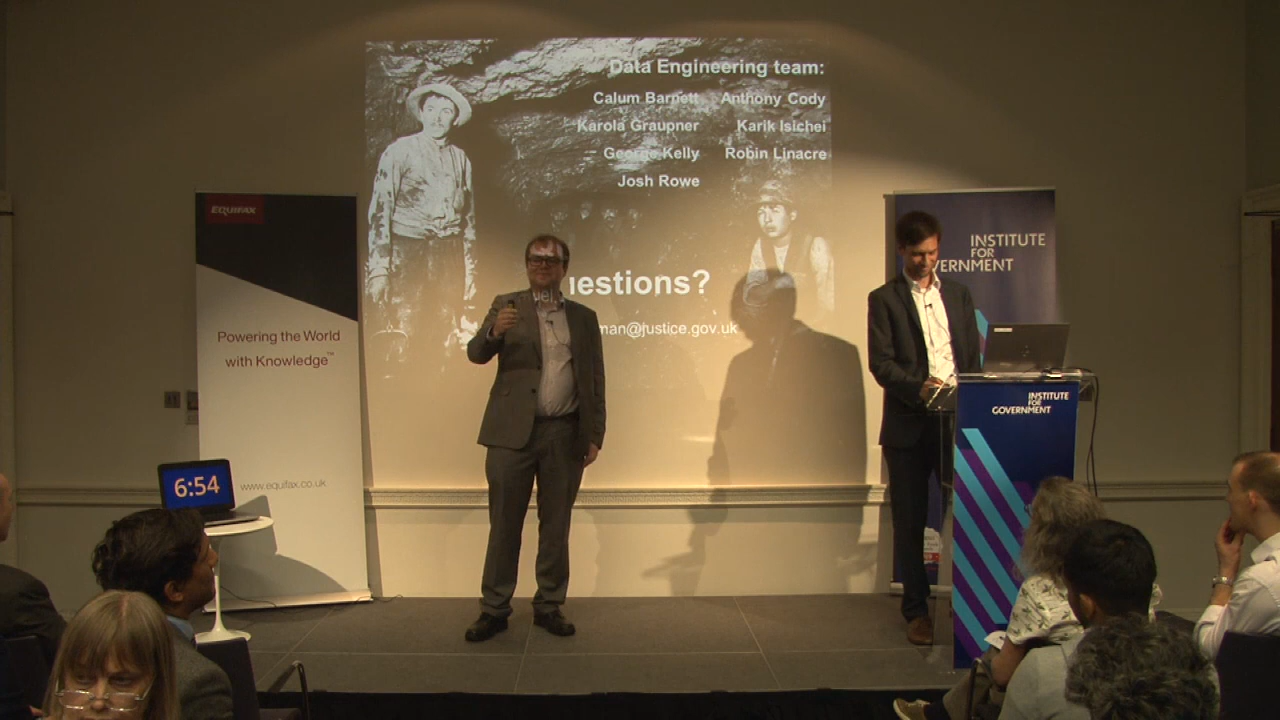 Data Engineering team:
Calum Barnett Anthony Cody
Karola Graupner Karik Isichei
George Kelly Robin Linacre
Josh Rowe
uestions?
man@justice.gov.uk
EQUIFAX
Powering the World
with Knowledge™
www.equifax.co.uk
6:54
INSTITUTE
FOR
VERNMENT
INSTITUTE
FOR
GOVERNMENT